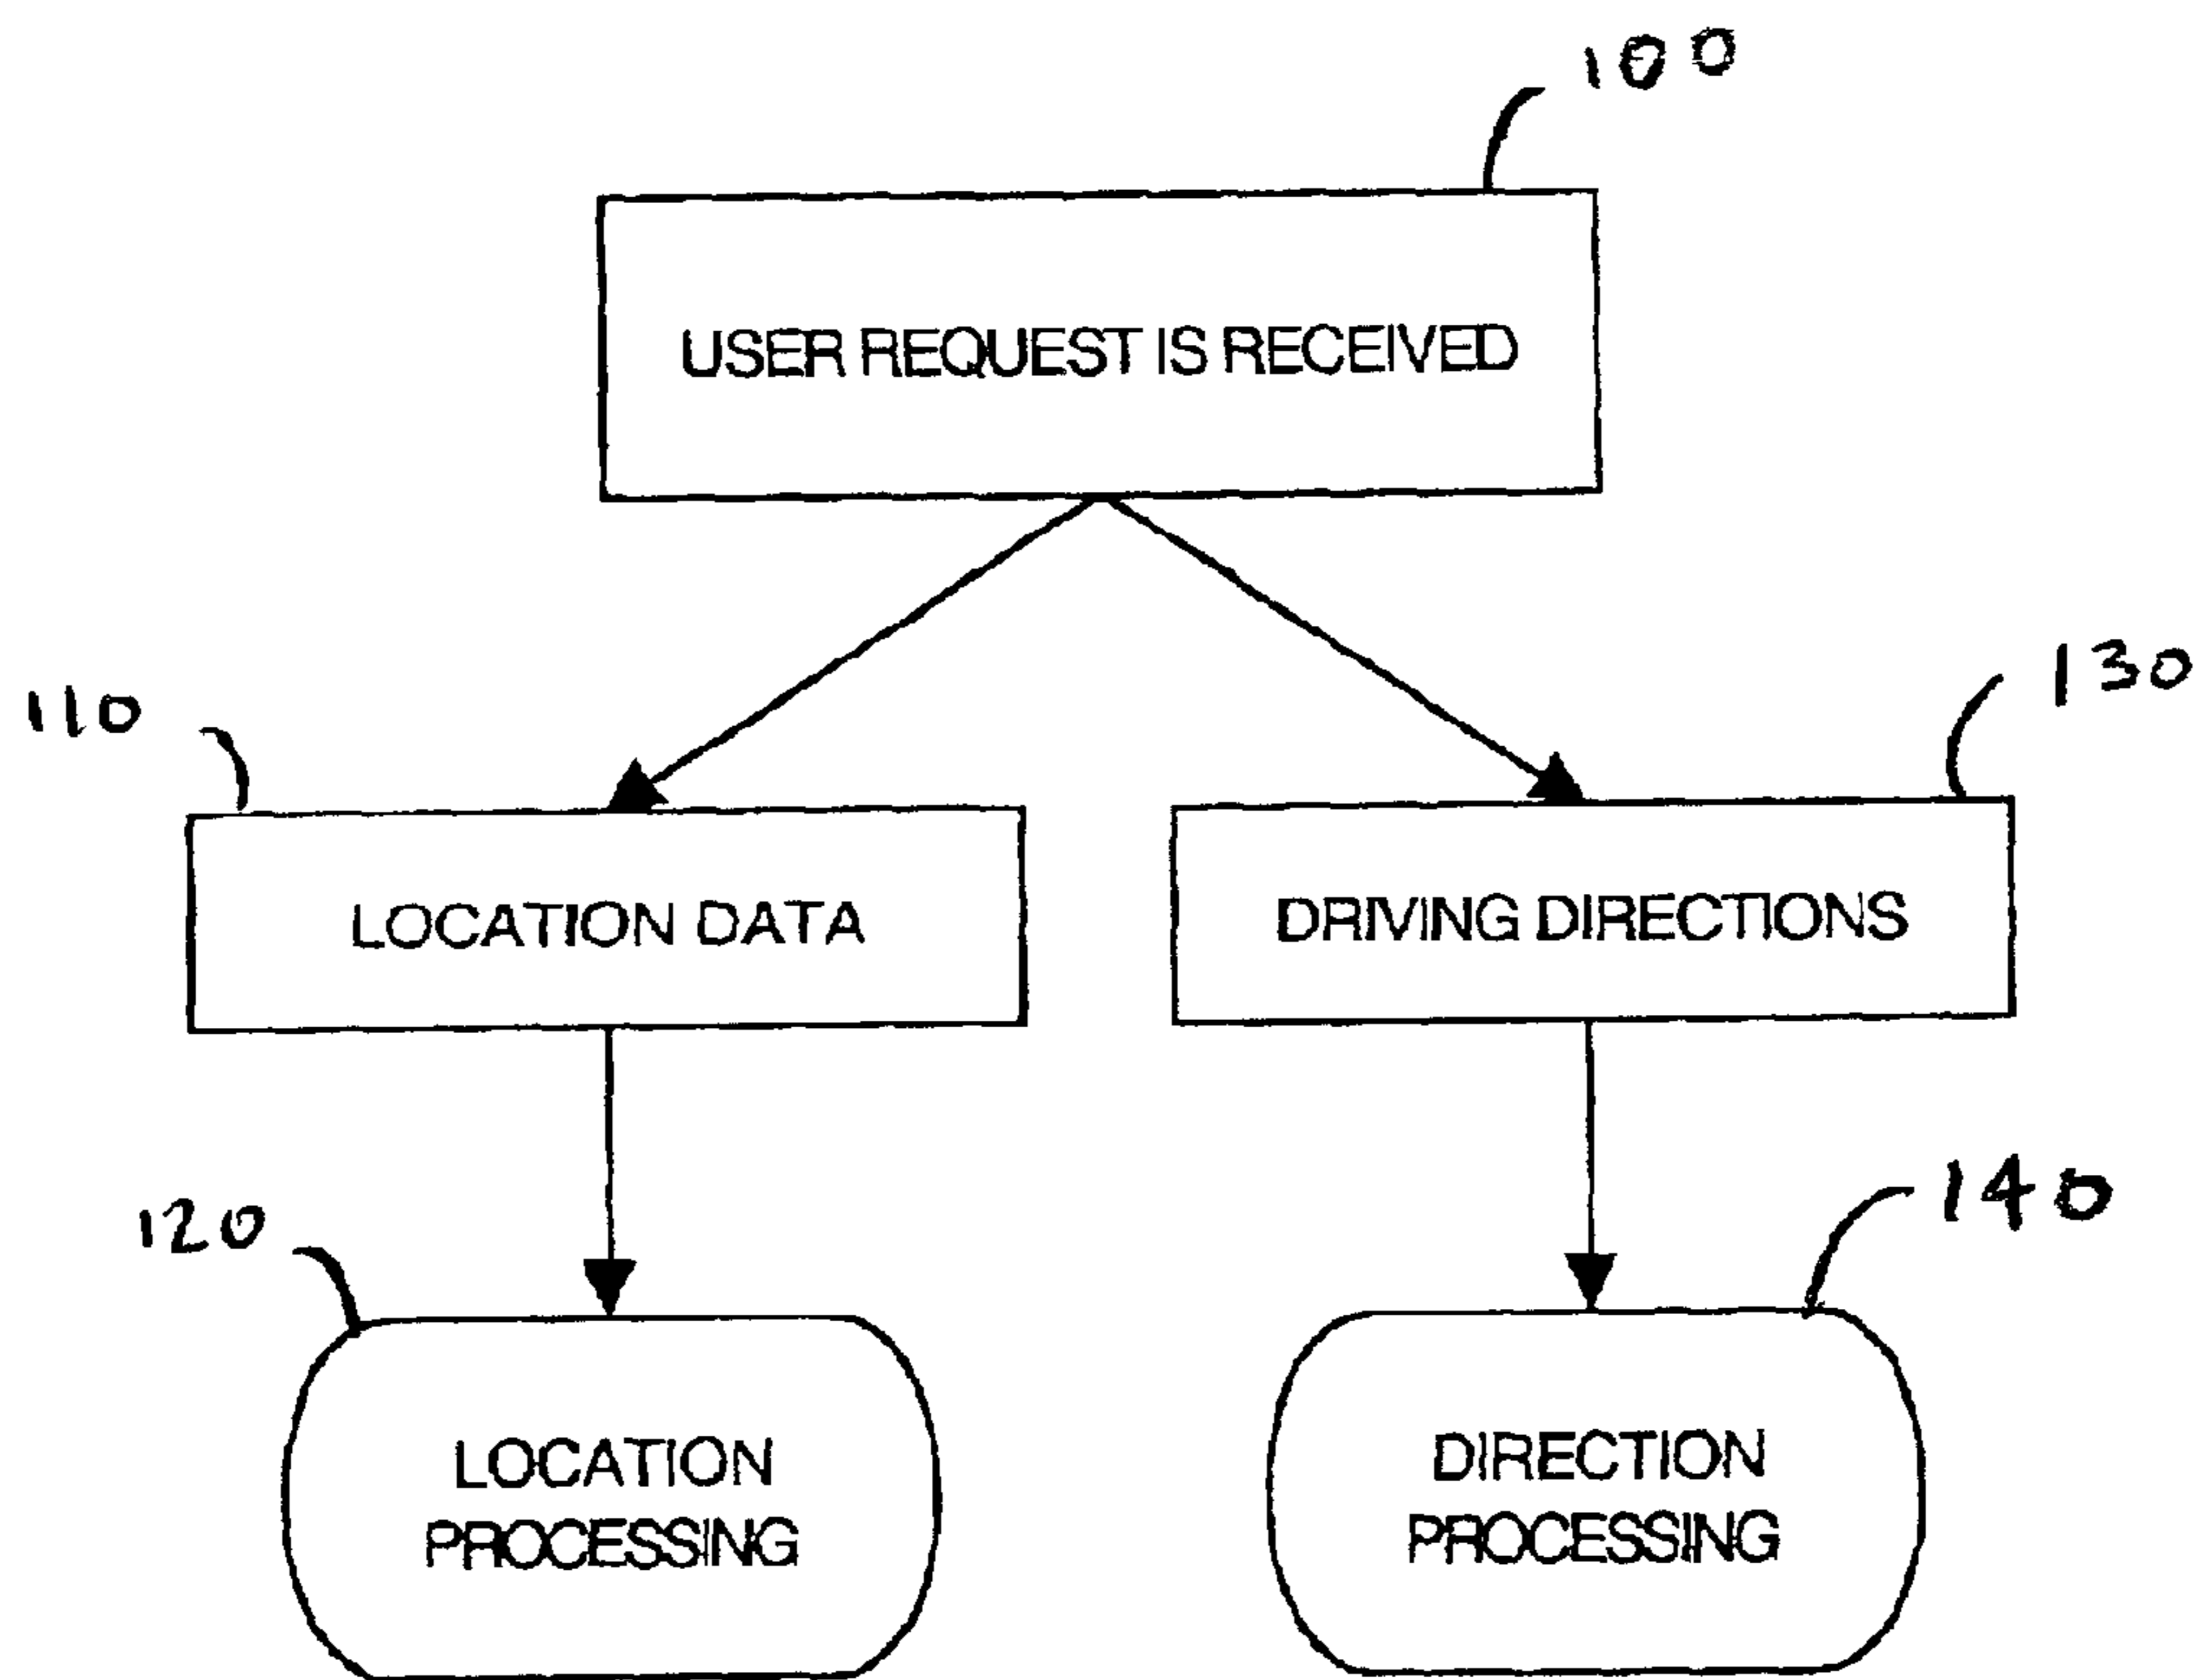 100
USER REQUEST IS RECEIVED
110
130
LOCATION DATA
DRIVING DIRECTIONS
120
140
LOCATION
PROCESSING
DIRECTION
PROCESSING